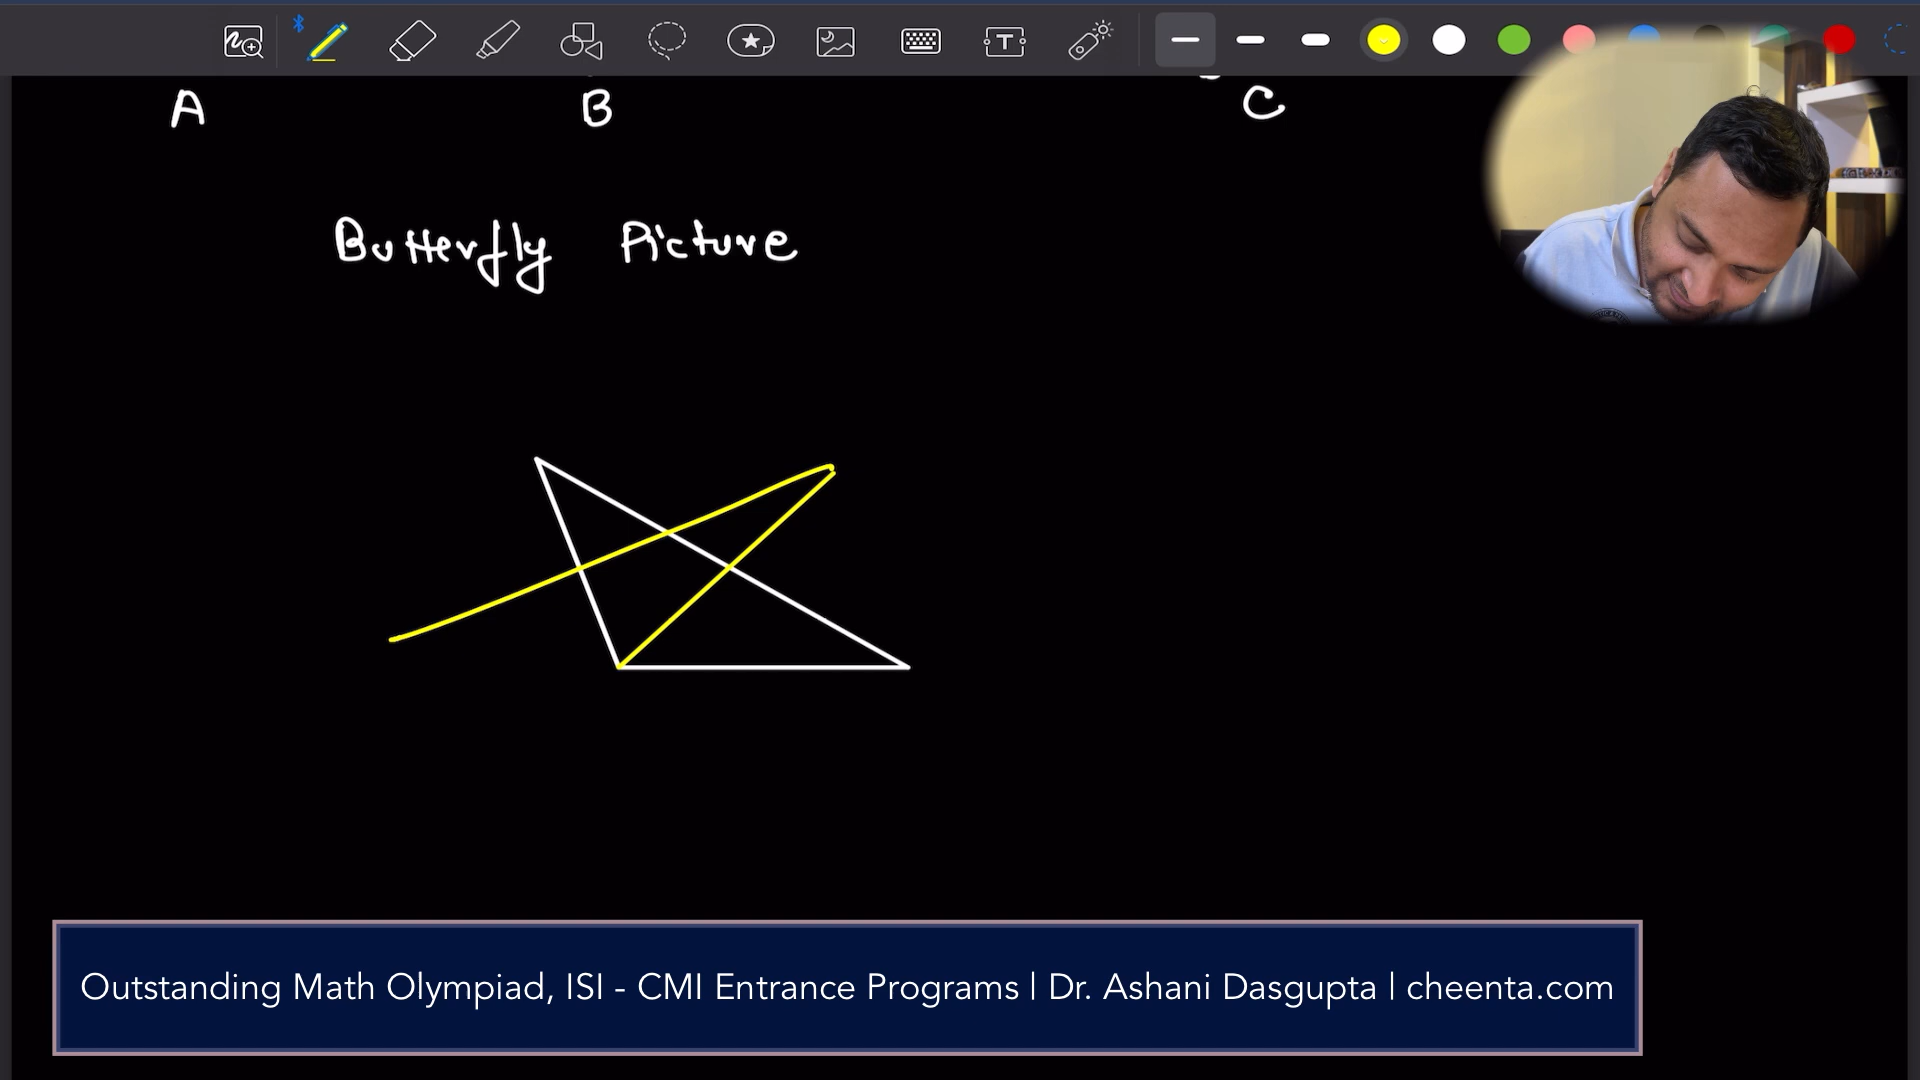 A B C
Butterfly Picture
Outstanding Math Olympiad, ISI - CMI Entrance Programs | Dr. Ashani Dasgupta | cheenta.com